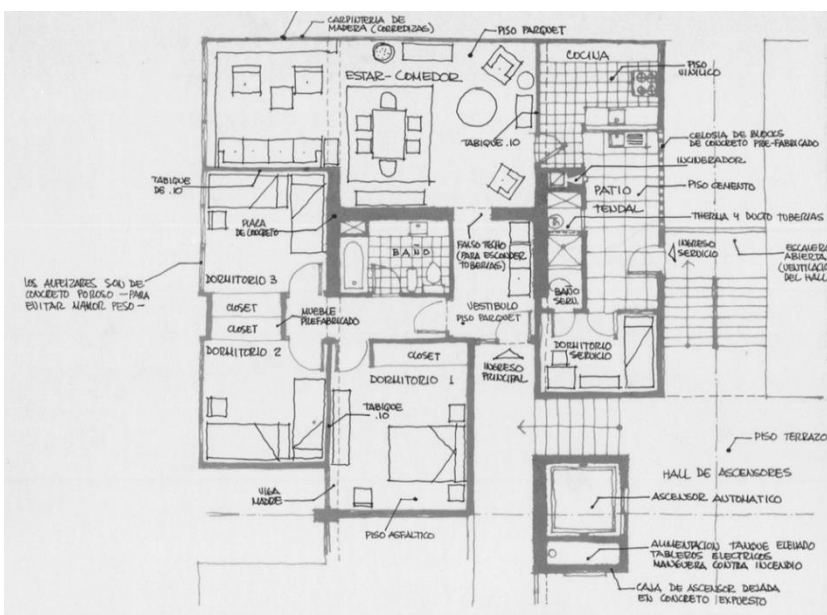 CARPINTERIA DE
MADERA (CORREDIZAS)
PISO PARQUET
COCINA
ESTAR-COMEDOR
PISO
VINILICO
TABIQUE .10
CELOSIA DE BLOCKS
DE CONCRETO PRE-FABRICADO
INCINERADOR
TABIQUE
DE .10
PATIO
TENDAL
PISO CEMENTO
PLACA
DE CONCRETO
THERMA Y DUCTO TUBERIAS
BAÑO
FALSO TECHO
(PARA ESCONDER
TUBERIAS)
INGRESO
SERVICIO
ESCALERA
ABIERTA
(VENTILACI
DEL HALL
DORMITORIO 3
LOS ALFEIZARES SON DE
CONCRETO POROSO - PARA
EVITAR MAYOR PESO -
CLOSET
CLOSET
MUEBLE
PREFABRICADO
BAÑO
SERV.
VESTIBULO
PISO PARQUET
DORMITORIO 2
CLOSET
DORMITORIO 1
INGRESO
PRINCIPAL
DORMITORIO
SERVICIO
TABIQUE
.10
PISO TERRAZO
HALL DE ASCENSORES
VIGA
MADRE
ASCENSOR AUTOMATICO
PISO ASFALTICO
ALIMENTACION TANQUE ELEVADO
TABLEROS ELECTRICOS
MANGUERA CONTRA INCENDIO
CAJA DE ASCENSOR DEJADA
EN CONCRETO EXPUESTO